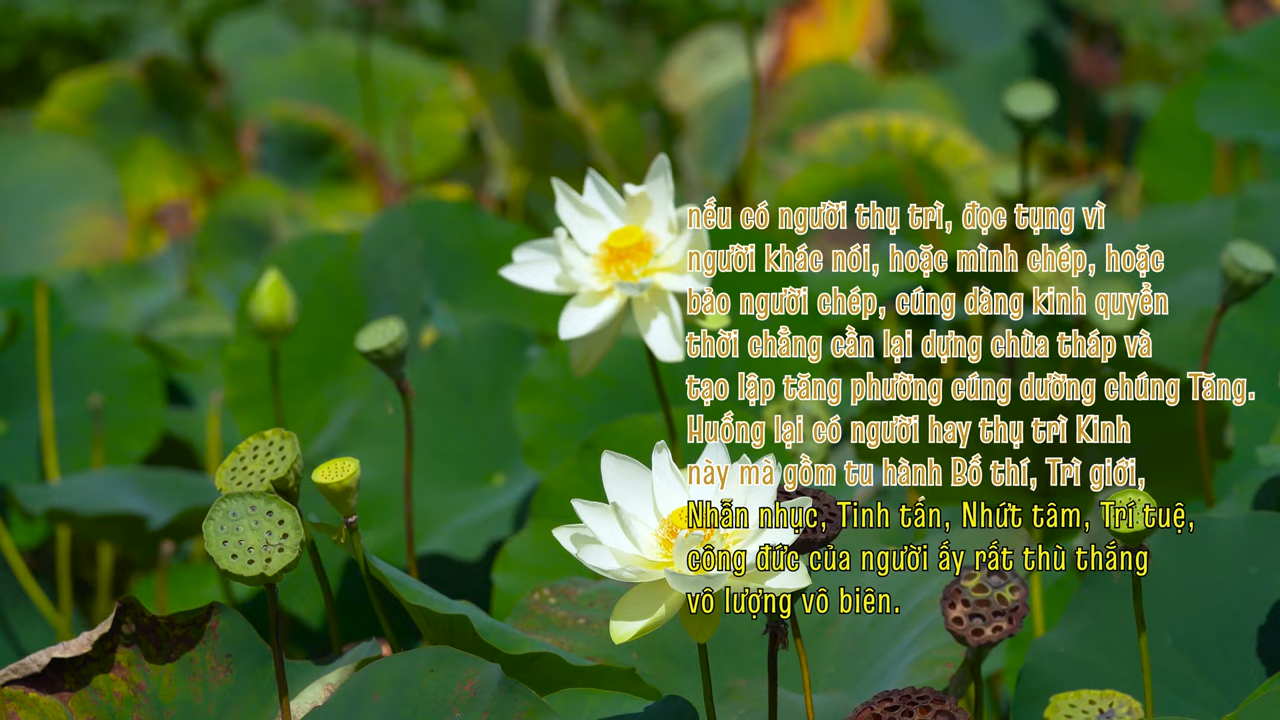 nếu có người thụ trì, đọc tụng vì
người khác nói, hoặc mình chép, hoặc
bảo người chép, cúng dàng kinh quyển
thời chẳng cần lại dựng chùa tháp và
tạo lập tăng phường cúng dường chúng Tăng.
Huống lại có người hay thụ trì Kinh
này mà gồm tu hành Bố thí, Trì giới,
Nhẫn nhục, Tinh tấn, Nhứt tâm, Trí tuệ,
công đức của người ấy rất thù thắng
vô lượng vô biên.